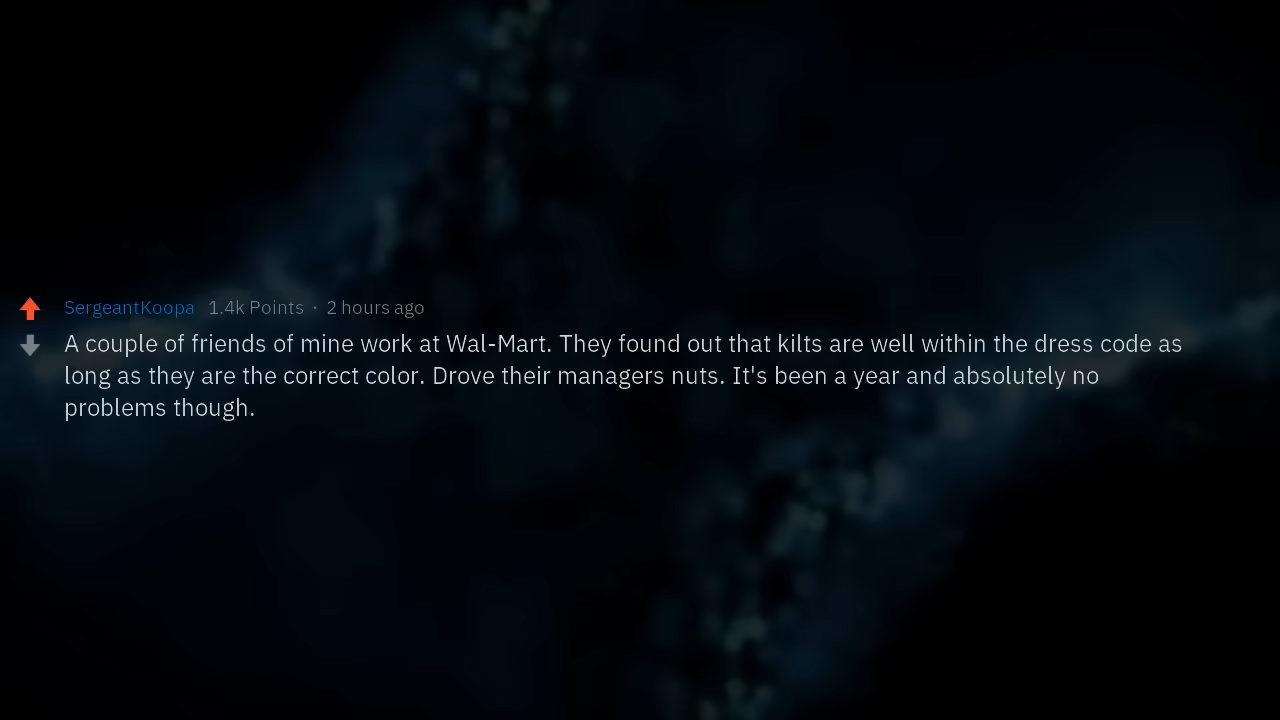 SergeantKoopa 1.4k Points · 2 hours ago
A couple of friends of mine work at Wal-Mart. They found out that kilts are well within the dress code as
long as they are the correct color. Drove their managers nuts. It's been a year and absolutely no
problems though.